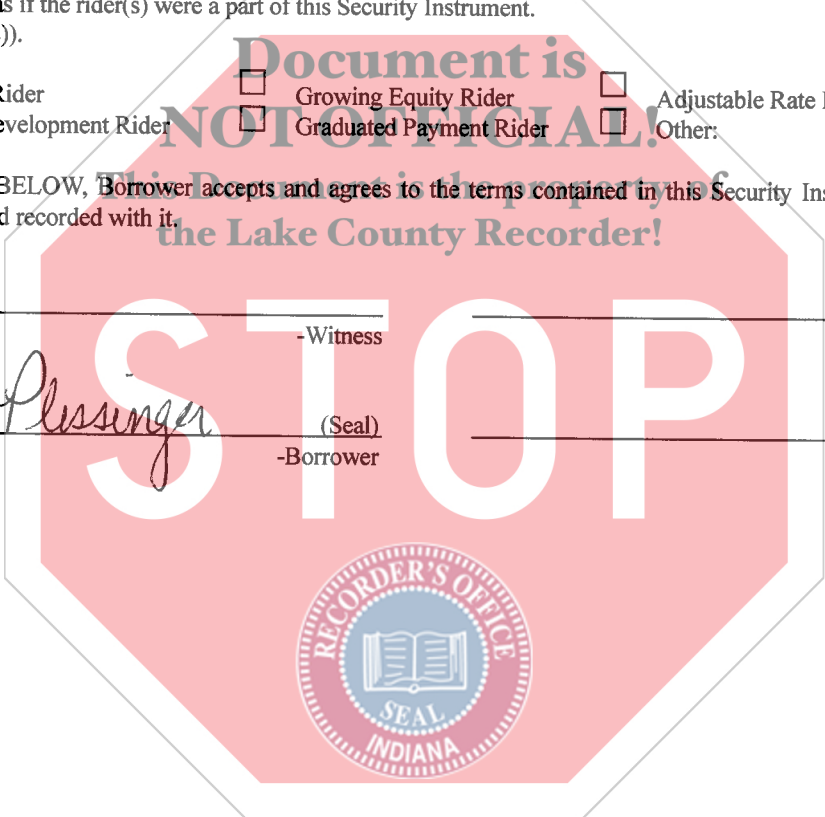 s if the rider(s) were a part of this Security Instrument.
)).
Document is
Rider Growing Equity Rider Adjustable Rate
NOT OFFICIAL!
evelopment Rider Graduated Payment Rider Other:
This Document is the property of
BELOW, Borrower accepts and agrees to the terms contained in this Security Ins
d recorded with it.
the Lake County Recorder!
-Witness
STOP
Plessinger (Seal)
-Borrower
RECORDER'S OFFICE
SEAL
INDIANA